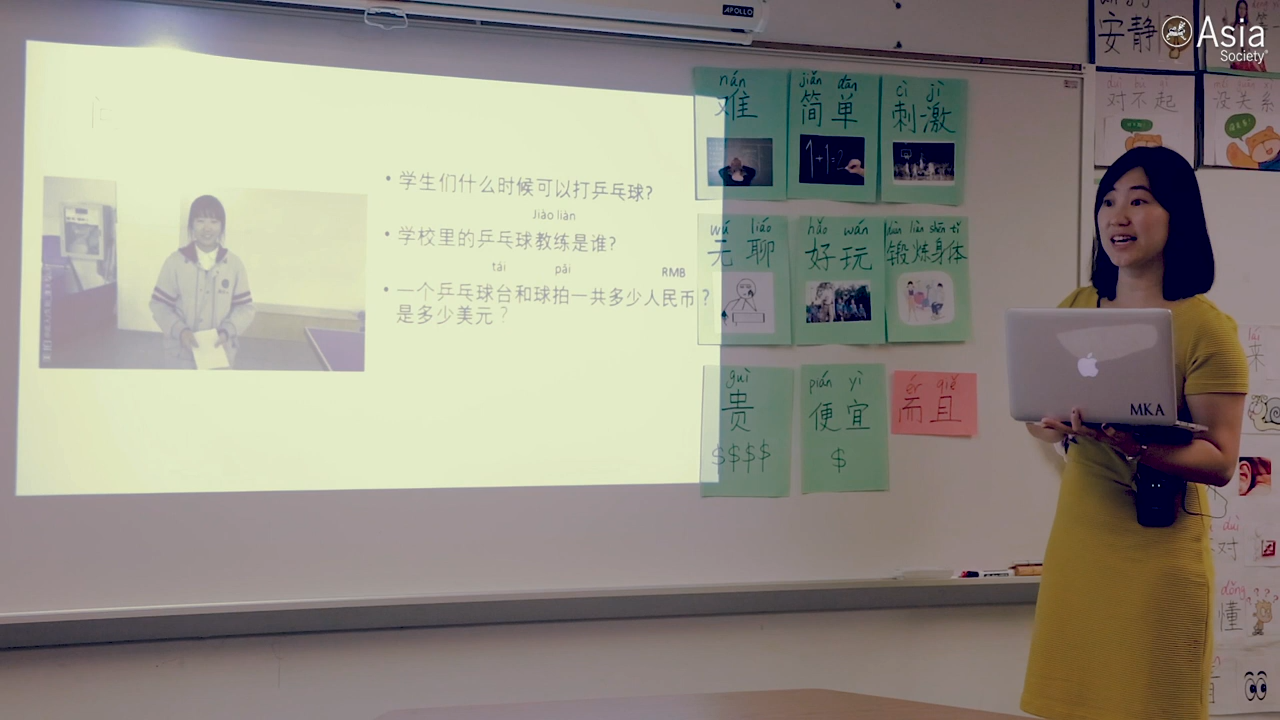 APOLLO
Asia
Society
• 学生们什么时候可以打乒乓球?
Jiào liàn
• 学校里的乒乓球教练是谁?
tái pāi RMB
• 一个乒乓球台和球拍一共多少人民币?
是多少美元?
nán
难
jiǎn dān
简单
1+1=2
cì jī
刺激
wú liáo
无聊
hǎo wán
好玩
duàn liàn shēn tǐ
锻炼身体
guì
贵
$$$$
pián yì
便宜
$
ér qiě
而且
安静
对不起
没关系
MKA
来
duì
对
dǒng
懂